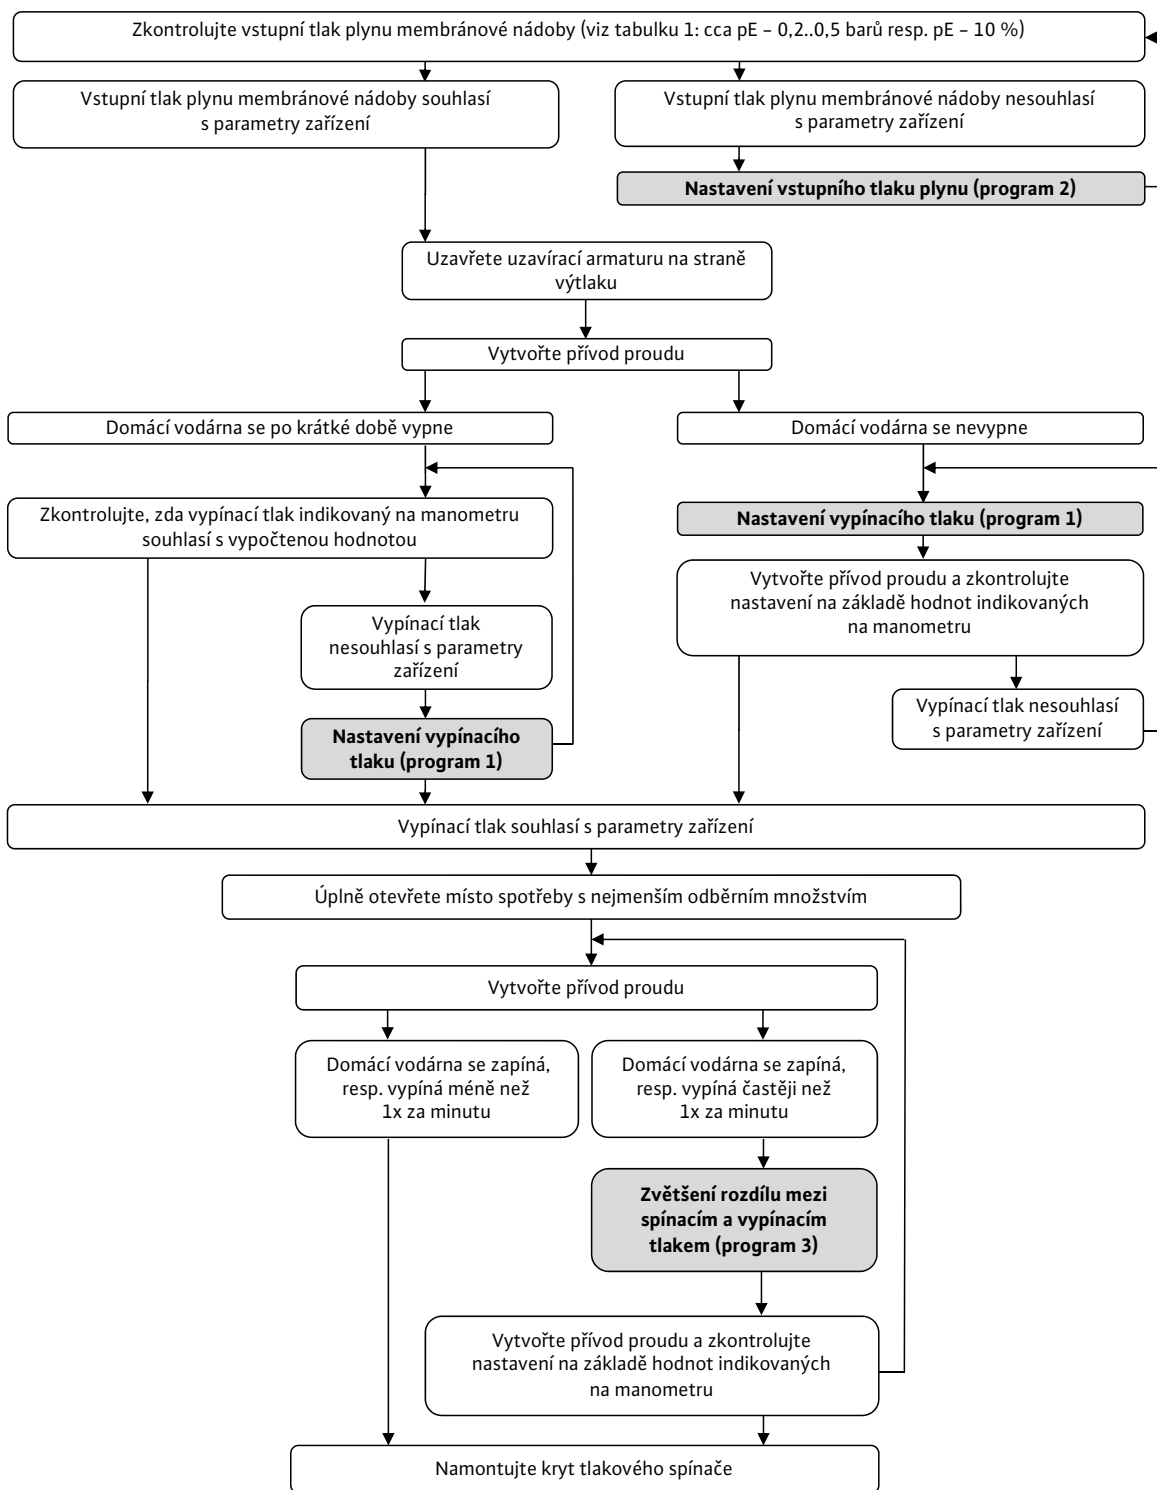 Zkontrolujte vstupní tlak plynu membránové nádoby (viz tabulku 1: cca pE – 0,2..0,5 barů resp. pE – 10 %)
Vstupní tlak plynu membránové nádoby souhlasí
s parametry zařízení
Vstupní tlak plynu membránové nádoby nesouhlasí
s parametry zařízení
Nastavení vstupního tlaku plynu (program 2)
Uzavřete uzavírací armaturu na straně
výtlaku
Vytvořte přívod proudu
Domácí vodárna se po krátké době vypne
Domácí vodárna se nevypne
Zkontrolujte, zda vypínací tlak indikovaný na manometru
souhlasí s vypočtenou hodnotou
Nastavení vypínacího tlaku (program 1)
Vytvořte přívod proudu a zkontrolujte
nastavení na základě hodnot indikovaných
na manometru
Vypínací tlak
nesouhlasí s parametry
zařízení
Vypínací tlak nesouhlasí
s parametry zařízení
Nastavení vypínacího
tlaku (program 1)
Vypínací tlak souhlasí s parametry zařízení
Úplně otevřete místo spotřeby s nejmenším odběrním množstvím
Vytvořte přívod proudu
Domácí vodárna se zapíná,
resp. vypíná méně než
1x za minutu
Domácí vodárna se zapíná,
resp. vypíná častěji než
1x za minutu
Zvětšení rozdílu mezi
spínacím a vypínacím
tlakem (program 3)
Vytvořte přívod proudu a zkontrolujte
nastavení na základě hodnot indikovaných
na manometru
Namontujte kryt tlakového spínače